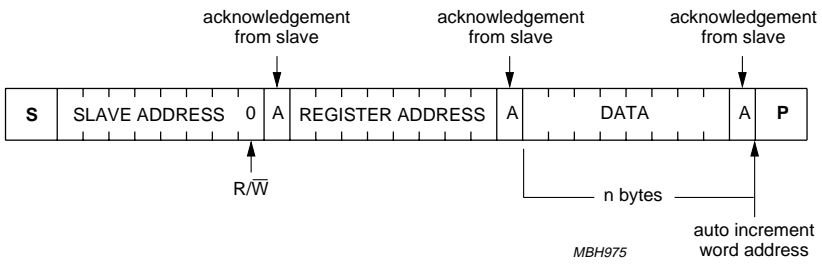 acknowledgement
from slave
acknowledgement
from slave
acknowledgement
from slave
S SLAVE ADDRESS 0 A REGISTER ADDRESS A DATA A P
R/W̅
n bytes
auto increment
word address
MBH975